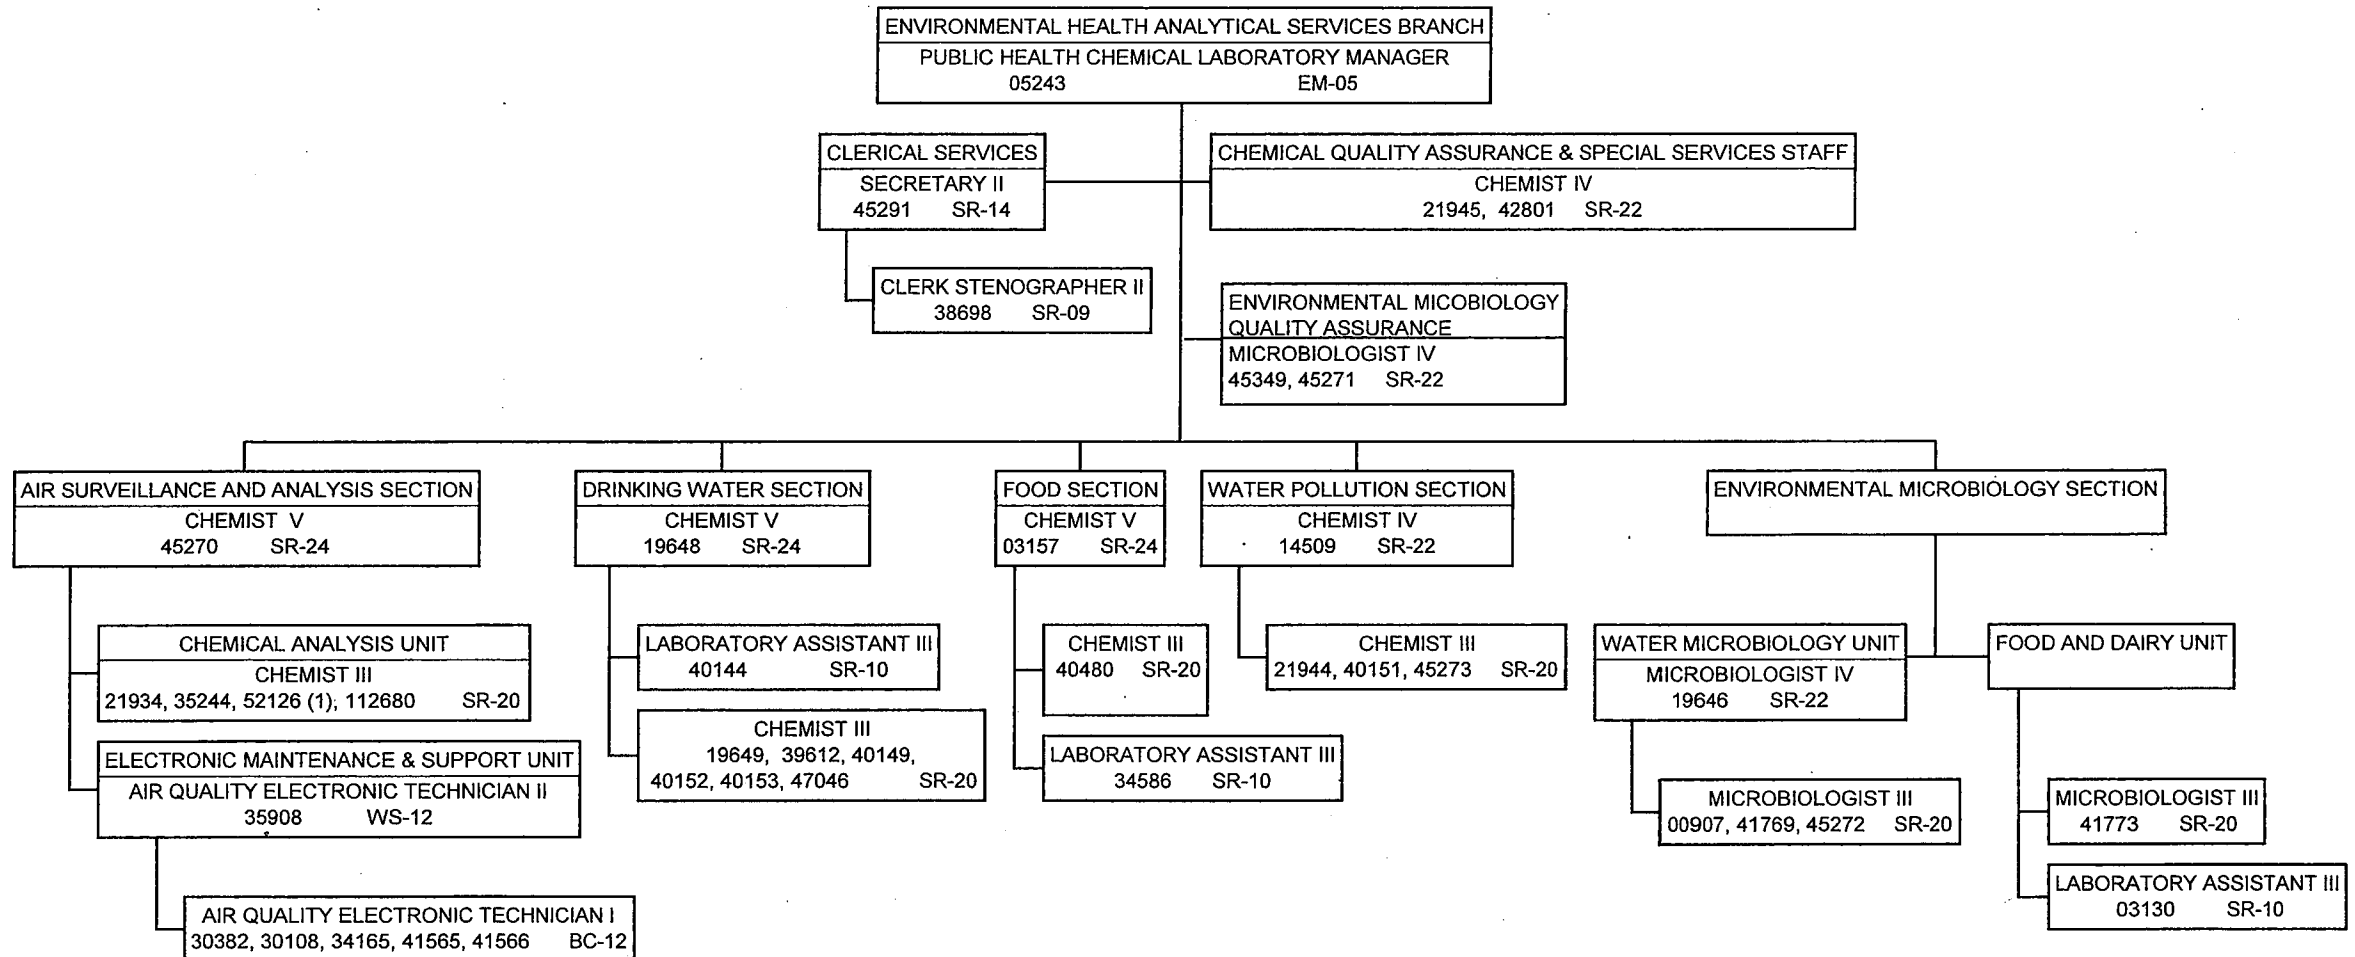 ENVIRONMENTAL HEALTH ANALYTICAL SERVICES BRANCH
PUBLIC HEALTH CHEMICAL LABORATORY MANAGER
05243 EM-05
CLERICAL SERVICES
SECRETARY II
45291 SR-14
CHEMICAL QUALITY ASSURANCE & SPECIAL SERVICES STAFF
CHEMIST IV
21945, 42801 SR-22
CLERK STENOGRAPHER II
38698 SR-09
ENVIRONMENTAL MICOBIOLOGY
QUALITY ASSURANCE
MICROBIOLOGIST IV
45349, 45271 SR-22
AIR SURVEILLANCE AND ANALYSIS SECTION
CHEMIST V
45270 SR-24
CHEMICAL ANALYSIS UNIT
CHEMIST III
21934, 35244, 52126 (1); 112680 SR-20
ELECTRONIC MAINTENANCE & SUPPORT UNIT
AIR QUALITY ELECTRONIC TECHNICIAN II
35908 WS-12
AIR QUALITY ELECTRONIC TECHNICIAN I
30382, 30108, 34165, 41565, 41566 BC-12
DRINKING WATER SECTION
CHEMIST V
19648 SR-24
LABORATORY ASSISTANT III
40144 SR-10
CHEMIST III
19649, 39612, 40149,
40152, 40153, 47046 SR-20
FOOD SECTION
CHEMIST V
03157 SR-24
CHEMIST III
40480 SR-20
LABORATORY ASSISTANT III
34586 SR-10
WATER POLLUTION SECTION
CHEMIST IV
14509 SR-22
CHEMIST III
21944, 40151, 45273 SR-20
ENVIRONMENTAL MICROBIOLOGY SECTION
WATER MICROBIOLOGY UNIT
MICROBIOLOGIST IV
19646 SR-22
MICROBIOLOGIST III
00907, 41769, 45272 SR-20
FOOD AND DAIRY UNIT
MICROBIOLOGIST III
41773 SR-20
LABORATORY ASSISTANT III
03130 SR-10